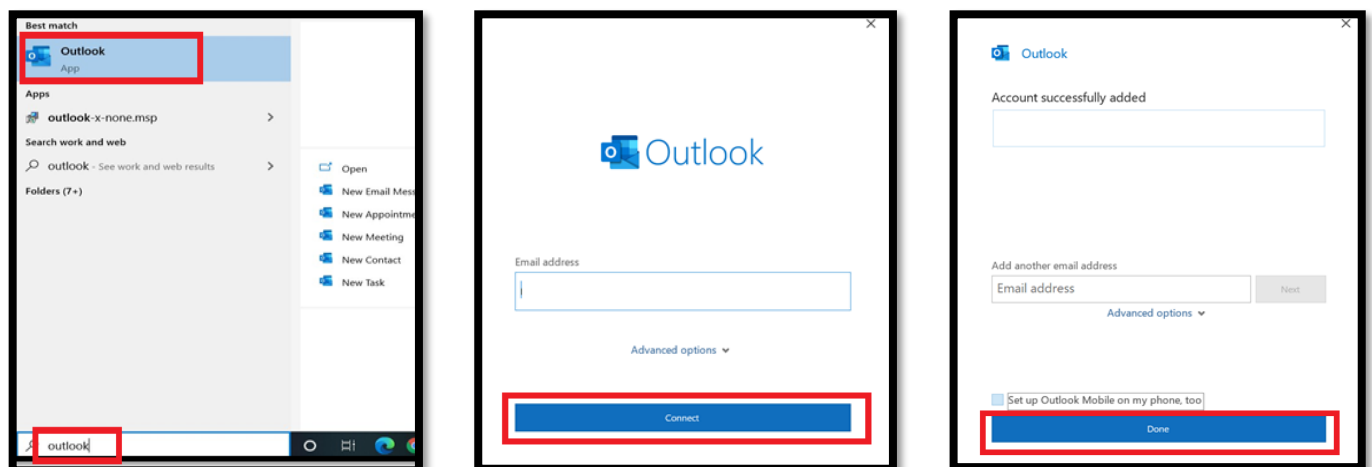 Best match
Outlook
App
Apps
outlook-x-none.msp
Search work and web
outlook - See work and web results
Folders (7+)
Open
New Email Mess
New Appointme
New Meeting
New Contact
New Task
outlook
Outlook
Email address
Advanced options
Connect
Outlook
Account successfully added
Add another email address
Email address
Next
Advanced options
Set up Outlook Mobile on my phone, too
Done